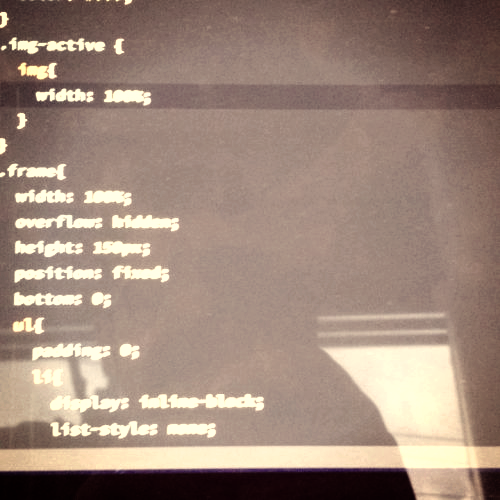 }
.img-active {
img{
width: 100%;
}
}
.frame{
width: 100%;
overflow: hidden;
height: 150px;
position: fixed;
bottom: 0;
ul{
padding: 0;
li{
display: inline-block;
list-style: none;